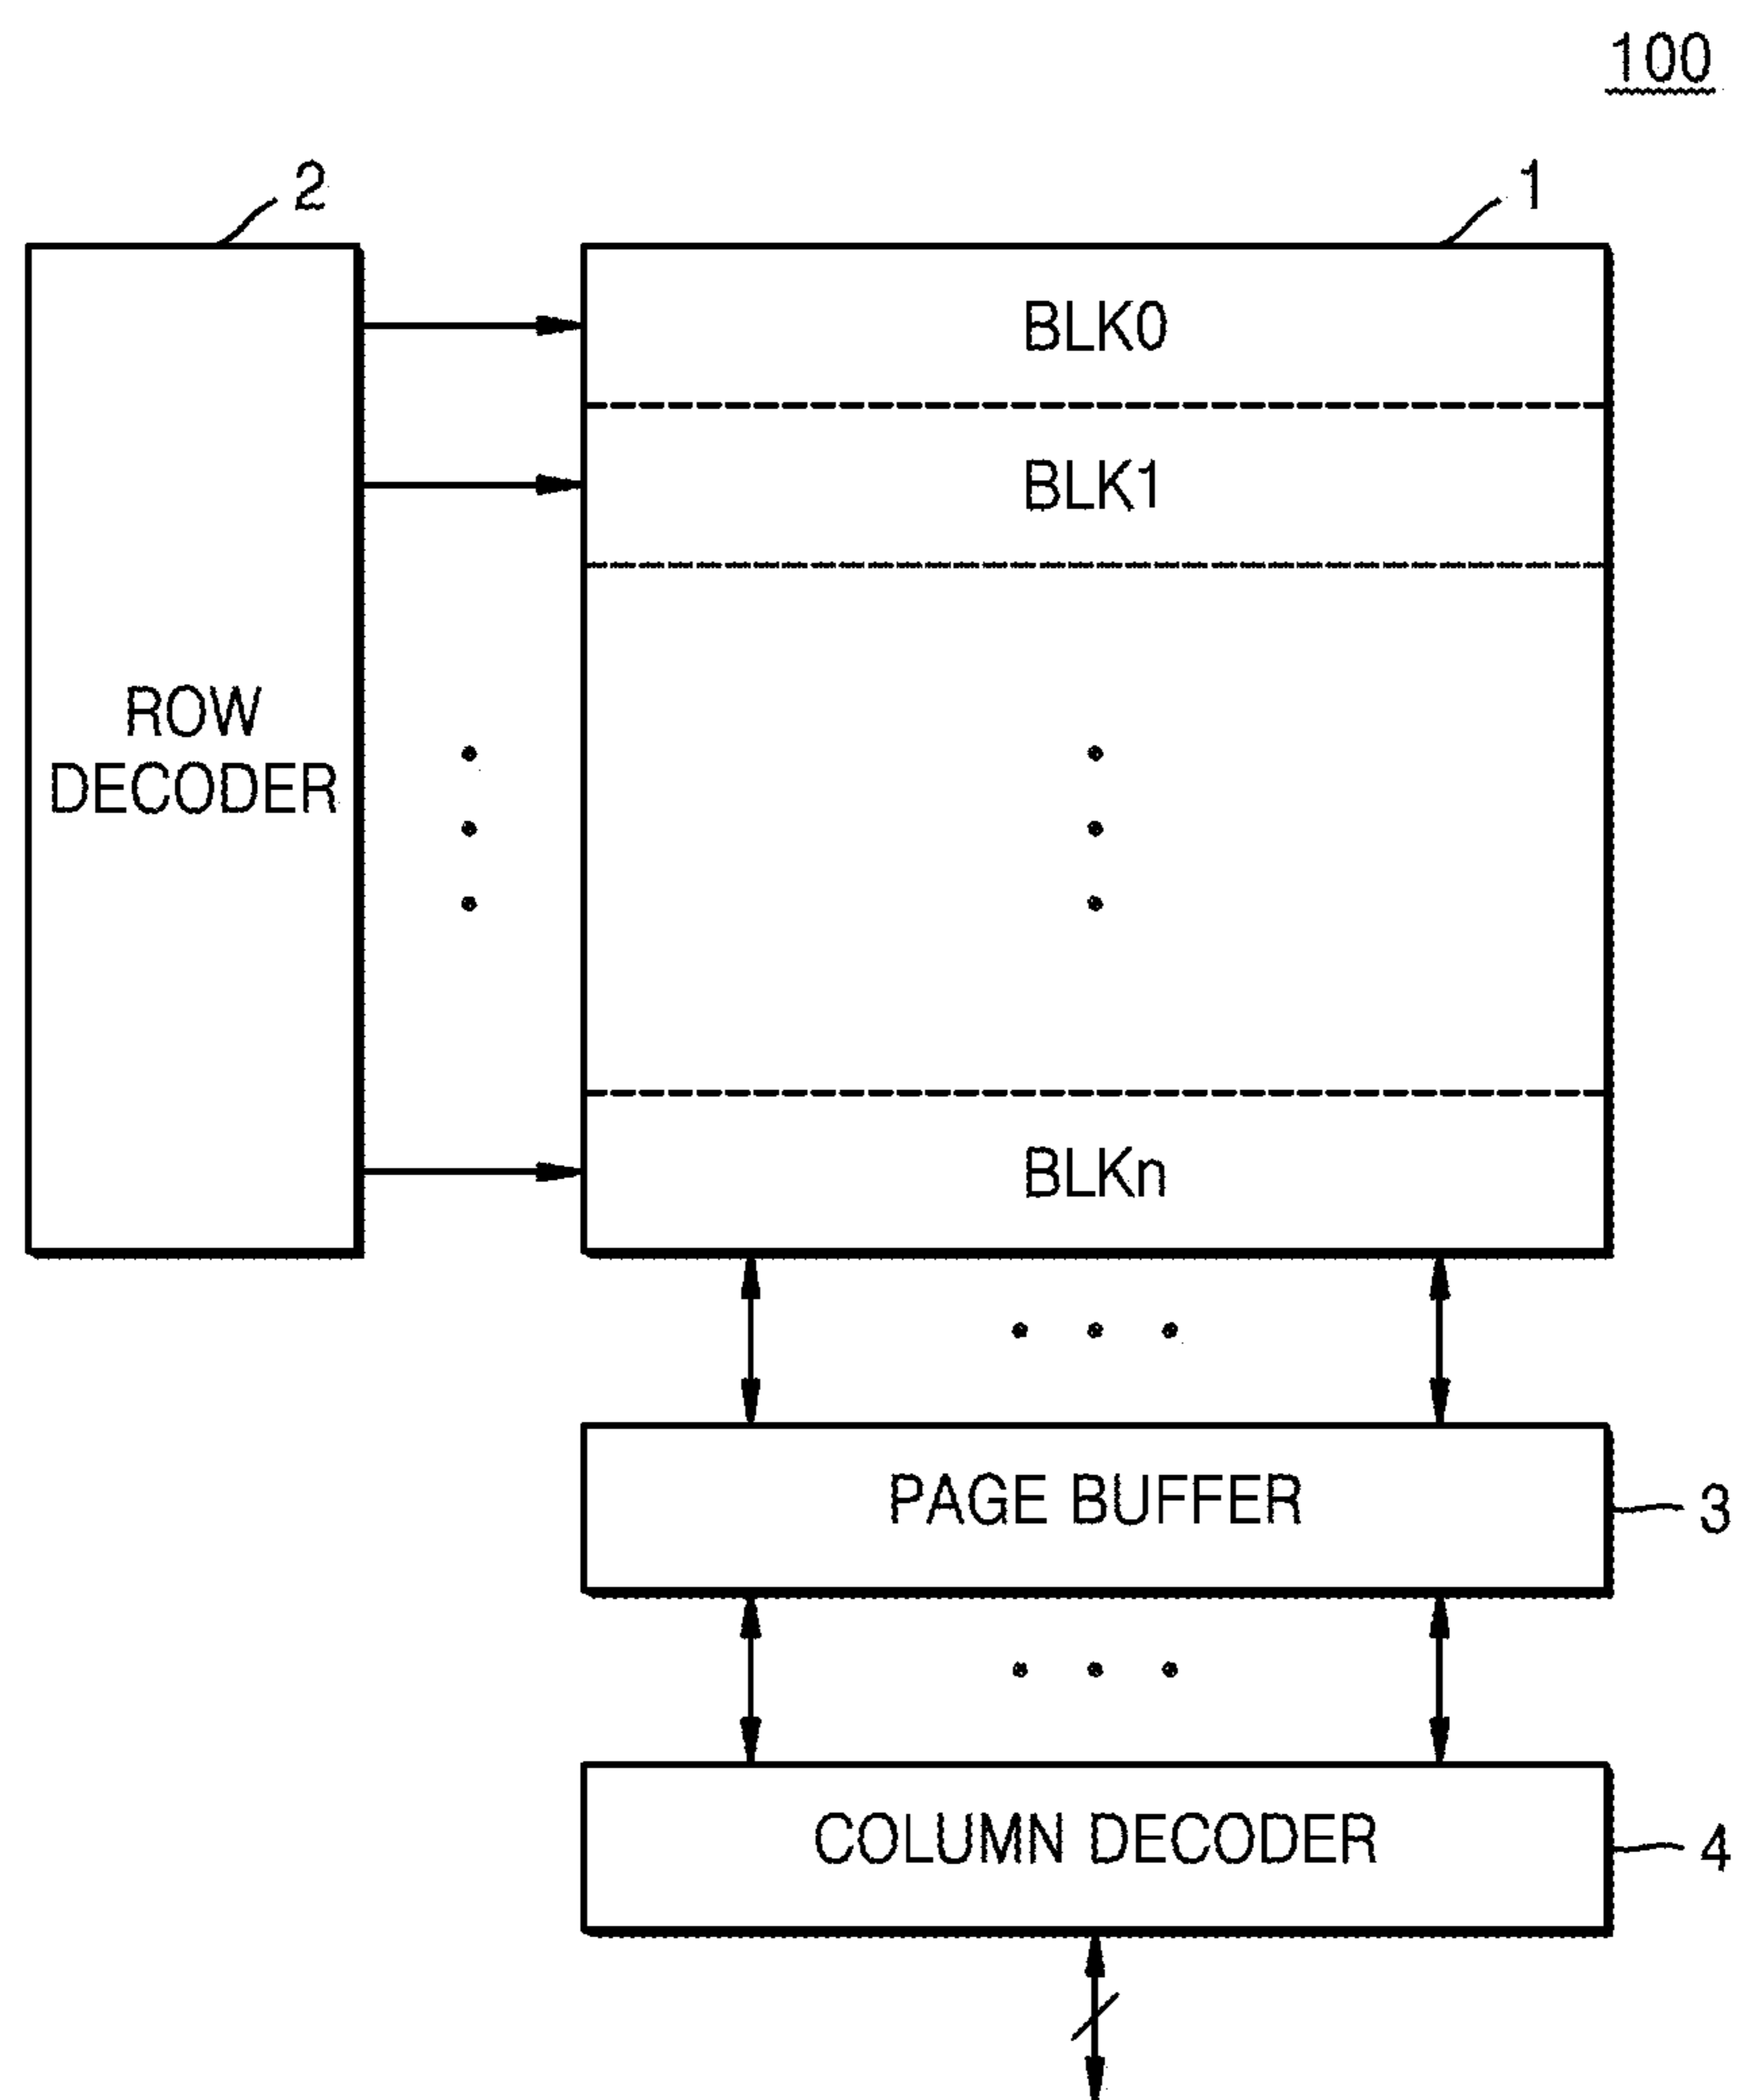 100
2
1
BLK0
BLK1
ROW
DECODER
BLKn
PAGE BUFFER
3
COLUMN DECODER
4